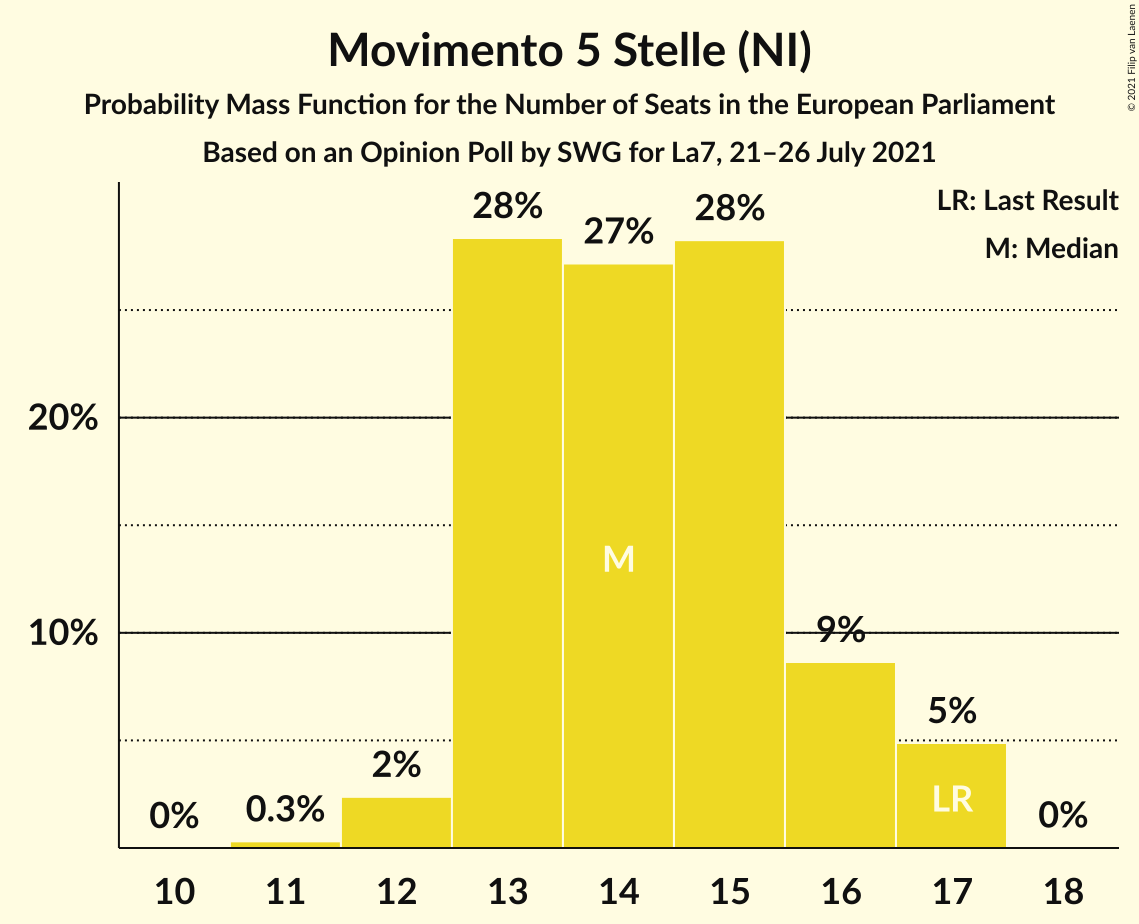 Movimento 5 Stelle (NI)
Probability Mass Function for the Number of Seats in the European Parliament
Based on an Opinion Poll by SWG for La7, 21–26 July 2021
© 2021 Filip van Laenen
LR: Last Result
M: Median
28%
27%
28%
20%
M
10%
9%
5%
2%
0.3%
0%
LR
0%
10 11 12 13 14 15 16 17 18